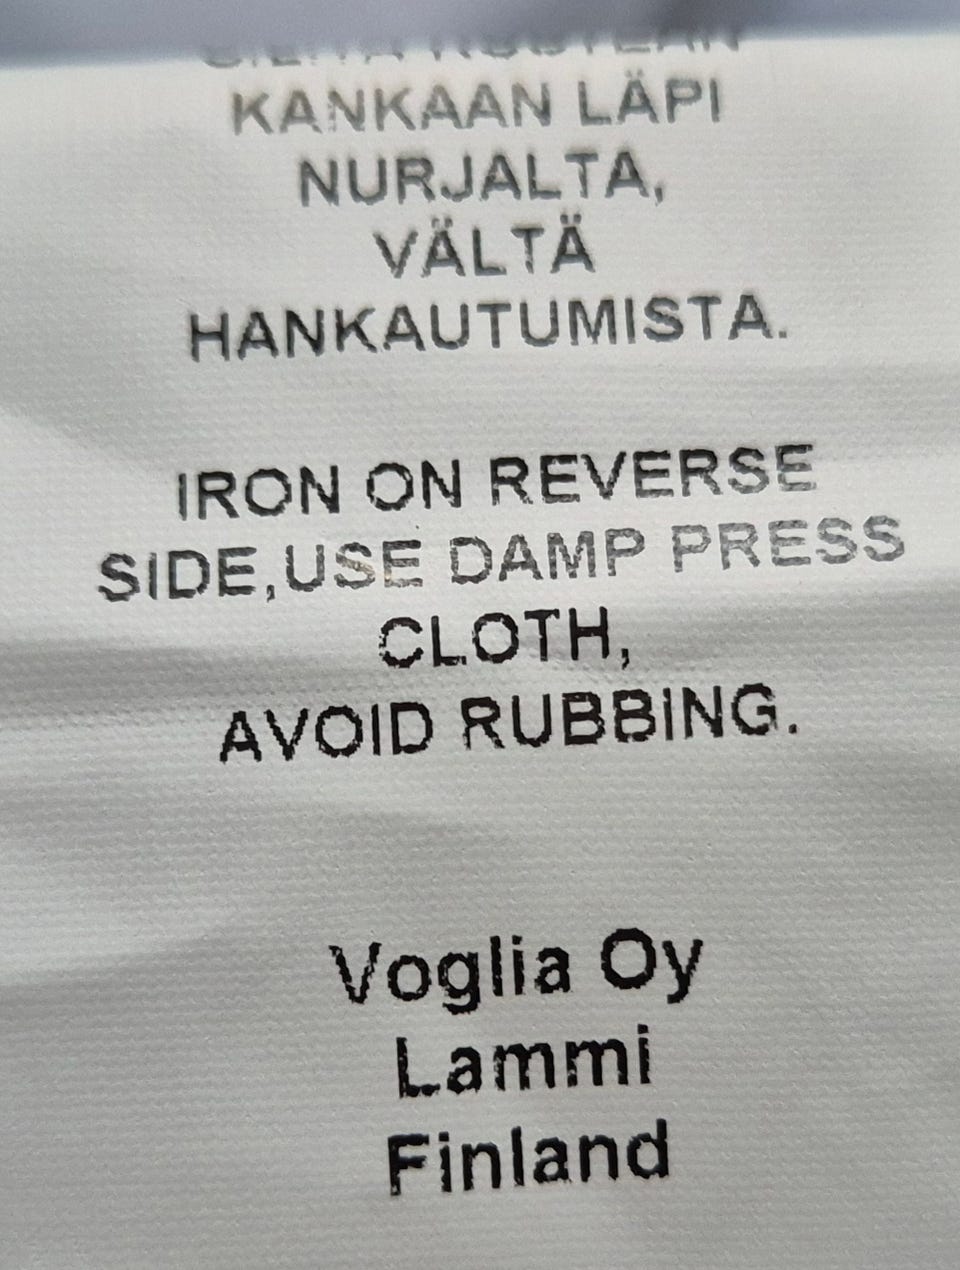 KANKAAN LÄPI
NURJALTA,
VÄLTÄ
HANKAUTUMISTA.
IRON ON REVERSE
SIDE,USE DAMP PRESS
CLOTH,
AVOID RUBBING.
Voglia Oy
Lammi
Finland